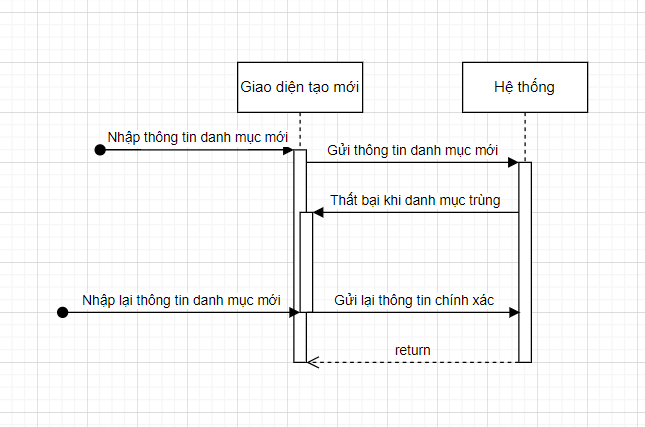 Giao diện tạo mới
Hệ thống
Nhập thông tin danh mục mới
Gửi thông tin danh mục mới
Thất bại khi danh mục trùng
Nhập lại thông tin danh mục mới
Gửi lại thông tin chính xác
return